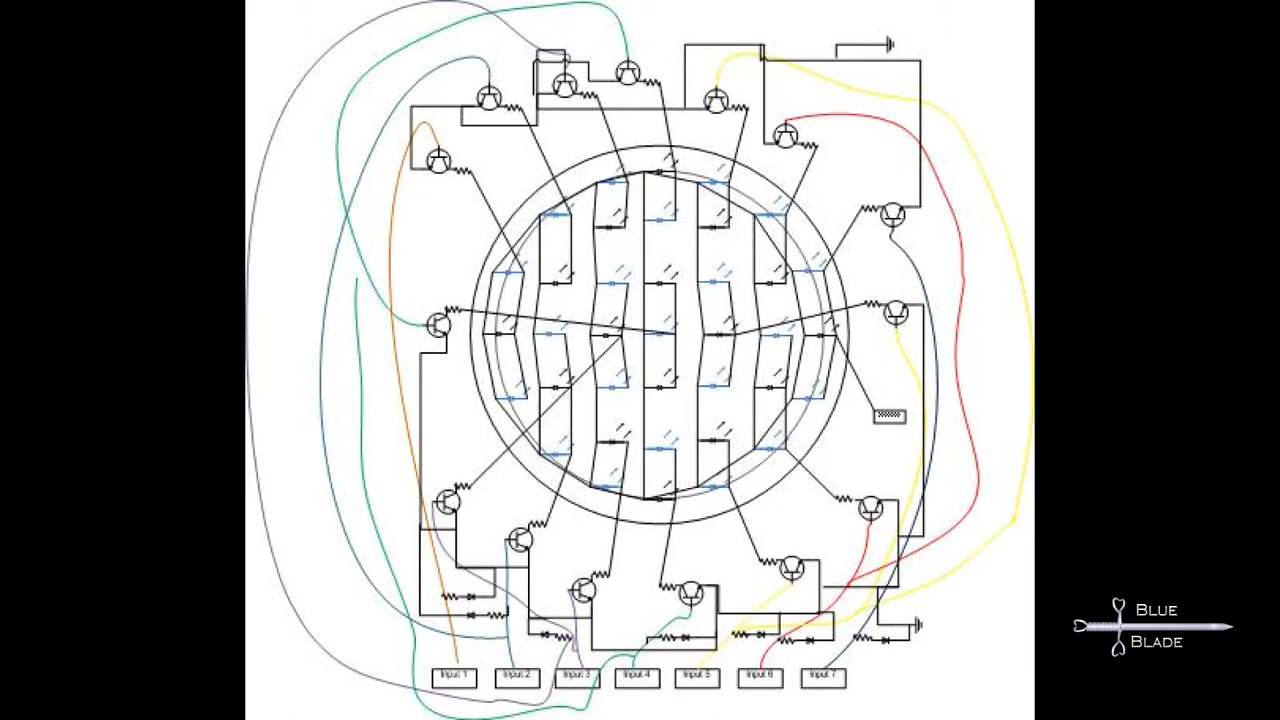 BLUE
BLADE
Input 1
Input 2
Input 3
Input 4
Input 5
Input 6
Input 7